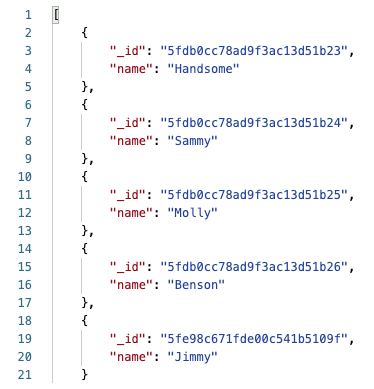 1 [
2 {
3 "_id": "5fdb0cc78ad9f3ac13d51b23",
4 "name": "Handsome"
5 },
6 {
7 "_id": "5fdb0cc78ad9f3ac13d51b24",
8 "name": "Sammy"
9 },
10 {
11 "_id": "5fdb0cc78ad9f3ac13d51b25",
12 "name": "Molly"
13 },
14 {
15 "_id": "5fdb0cc78ad9f3ac13d51b26",
16 "name": "Benson"
17 },
18 {
19 "_id": "5fe98c671fde00c541b5109f",
20 "name": "Jimmy"
21 }